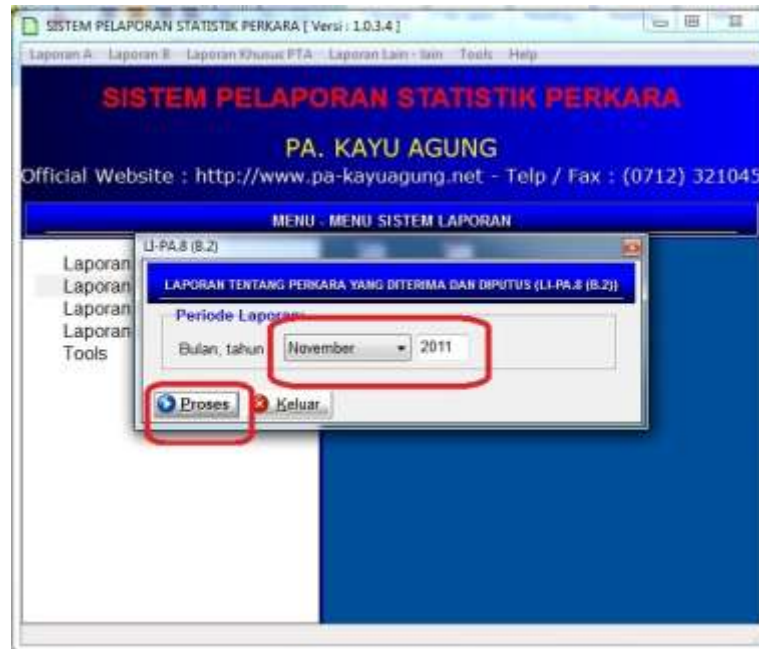 SISTEM PELAPORAN STATISTIK PERKARA [ Versi : 1.0.3.4 ]
Laporan A Laporan B Laporan Khusus PTA Laporan Lain - lain Tools Help
SISTEM PELAPORAN STATISTIK PERKARA
PA. KAYU AGUNG
Official Website : http://www.pa-kayuagung.net - Telp / Fax : (0712) 321045
MENU - MENU SISTEM LAPORAN
LI-PA.8 (B.2)
LAPORAN TENTANG PERKARA YANG DITERIMA DAN DIPUTUS (LI-PA.8 (B.2))
Periode Laporan:
Bulan, tahun November 2011
Proses Keluar
Laporan
Laporan
Laporan
Laporan
Tools